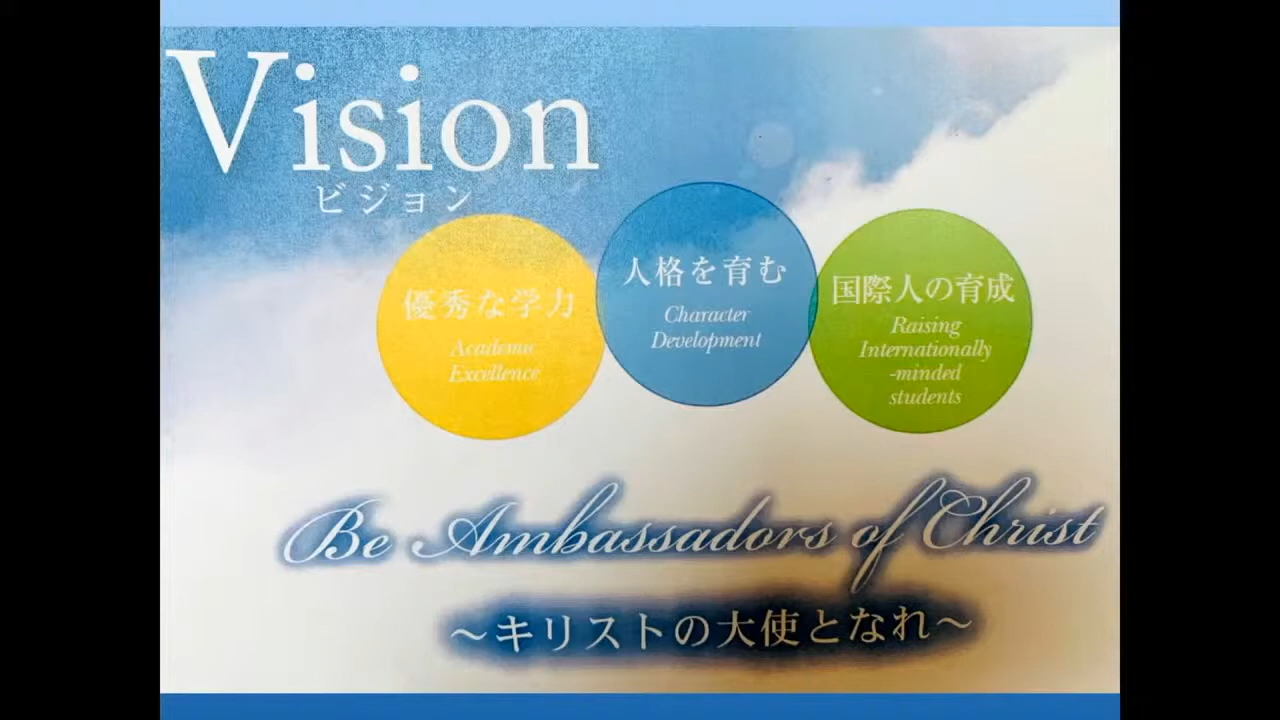 Vision
ビジョン
優秀な学力
Academic
Excellence
人格を育む
Character
Development
国際人の育成
Raising
Internationally
-minded
students
Be Ambassadors of Christ
～キリストの大使となれ～